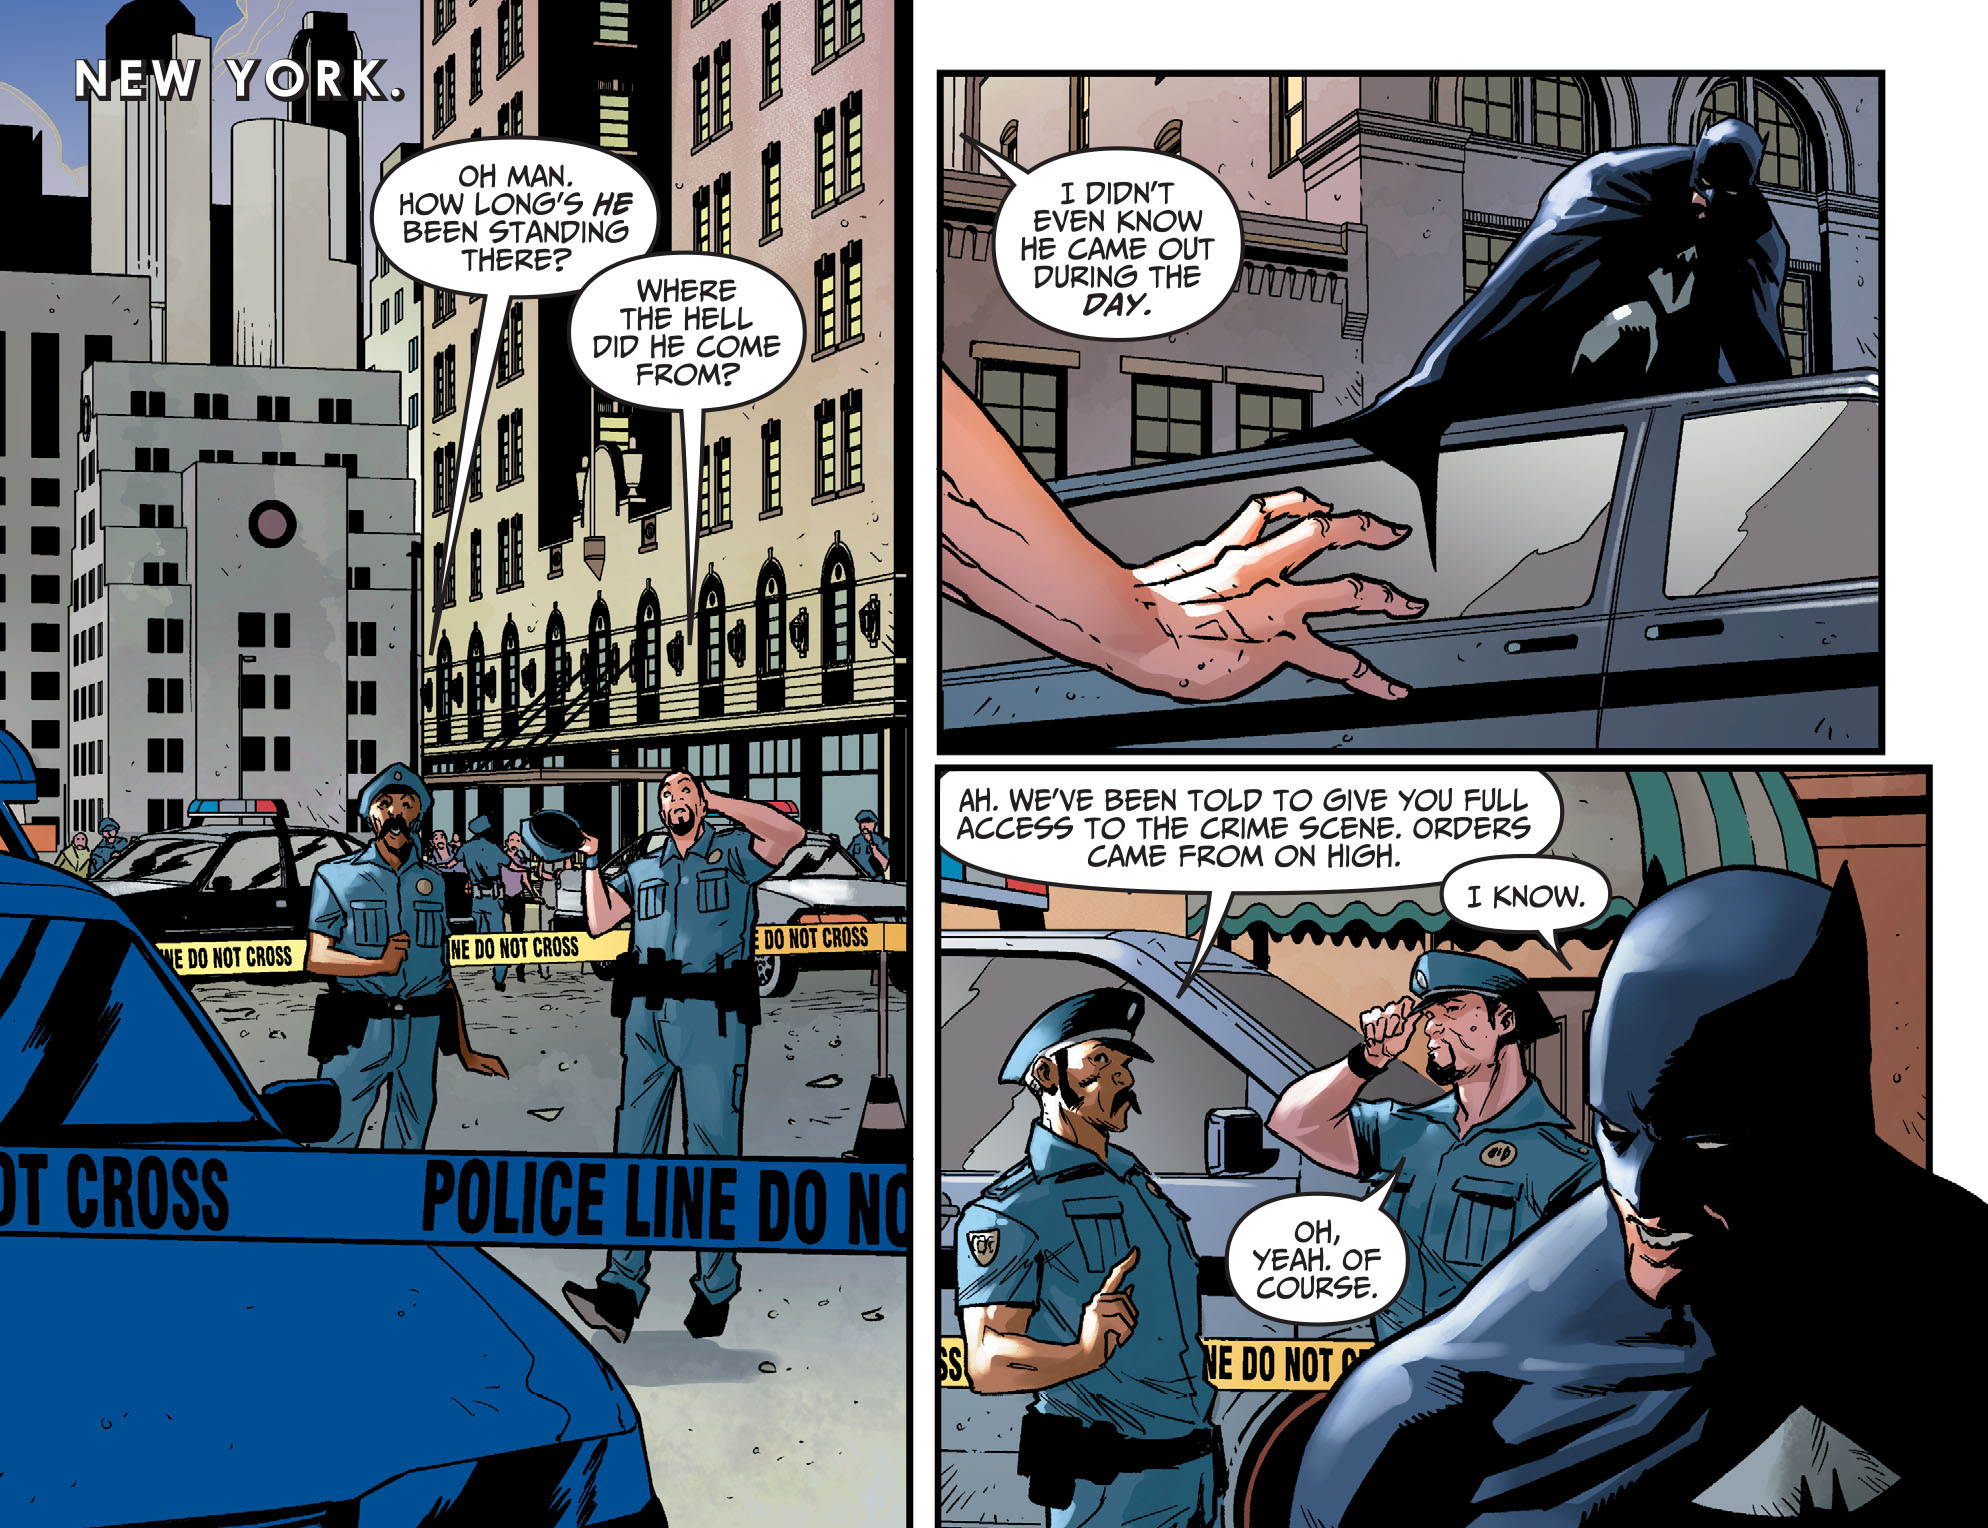 NEW YORK.
OH MAN.
HOW LONG'S HE
BEEN STANDING
THERE?
WHERE
THE HELL
DID HE COME
FROM?
NE DO NOT CROSS
INE DO NOT CROSS
E DO NOT CROSS
OT CROSS
POLICE LINE DO NO
I DIDN'T
EVEN KNOW
HE CAME OUT
DURING THE
DAY.
AH. WE'VE BEEN TOLD TO GIVE YOU FULL
ACCESS TO THE CRIME SCENE. ORDERS
CAME FROM ON HIGH.
I KNOW.
OH,
YEAH. OF
COURSE.
SS
NE DO NOT